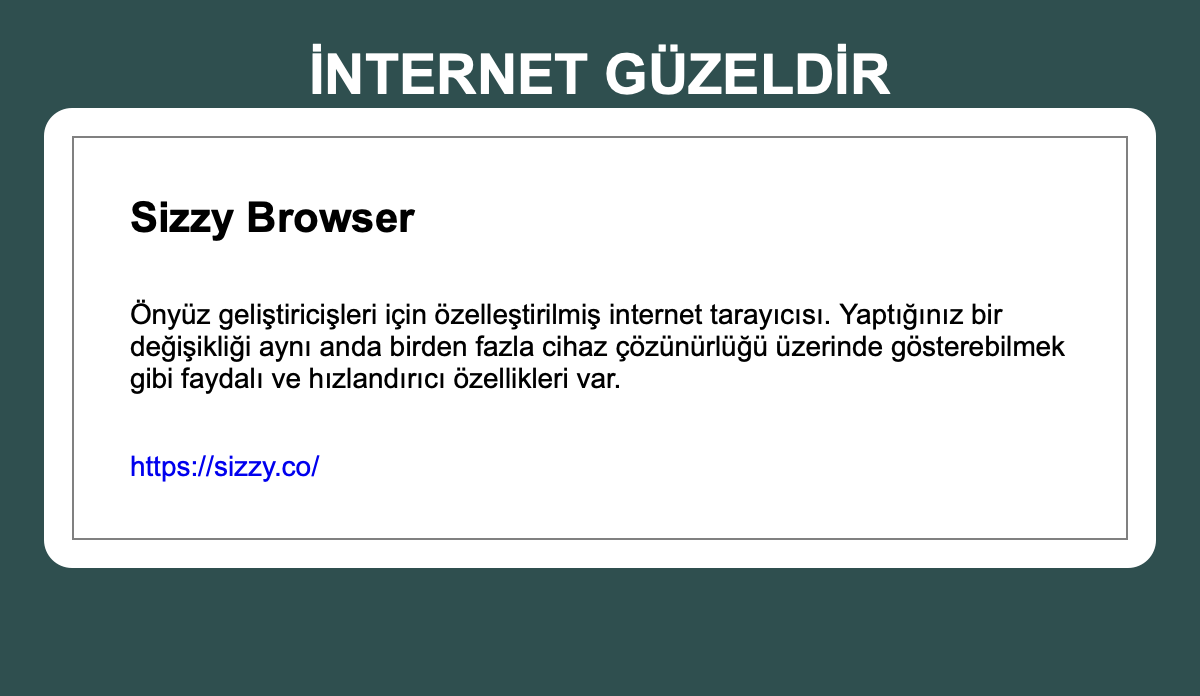 İNTERNET GÜZELDİR
Sizzy Browser
Önyüz geliştiricişleri için özelleştirilmiş internet tarayıcısı. Yaptığınız bir
değişikliği aynı anda birden fazla cihaz çözünürlüğü üzerinde gösterebilmek
gibi faydalı ve hızlandırıcı özellikleri var.
https://sizzy.co/